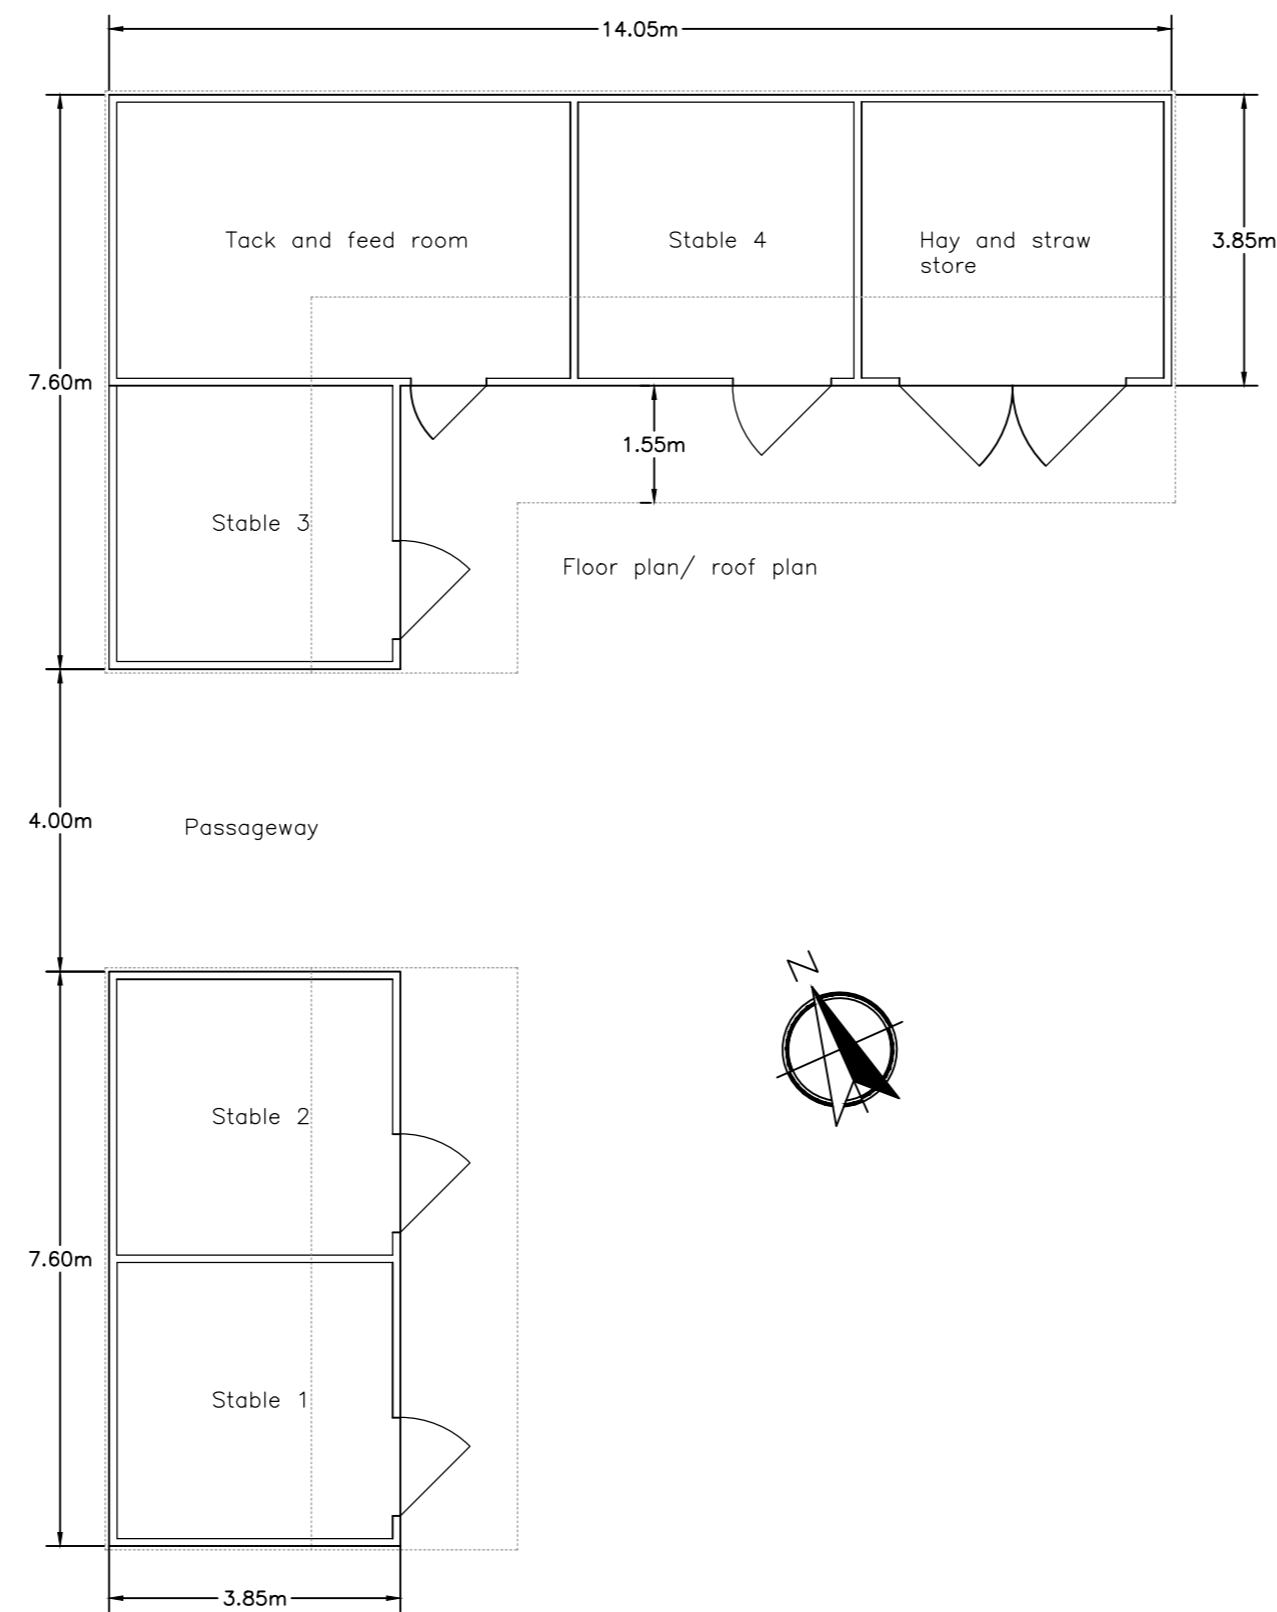 14.05m
Tack and feed room
Stable 4
Hay and straw
store
3.85m
7.60m
1.55m
Stable 3
Floor plan/ roof plan
4.00m
Passageway
N
Stable 2
7.60m
Stable 1
3.85m